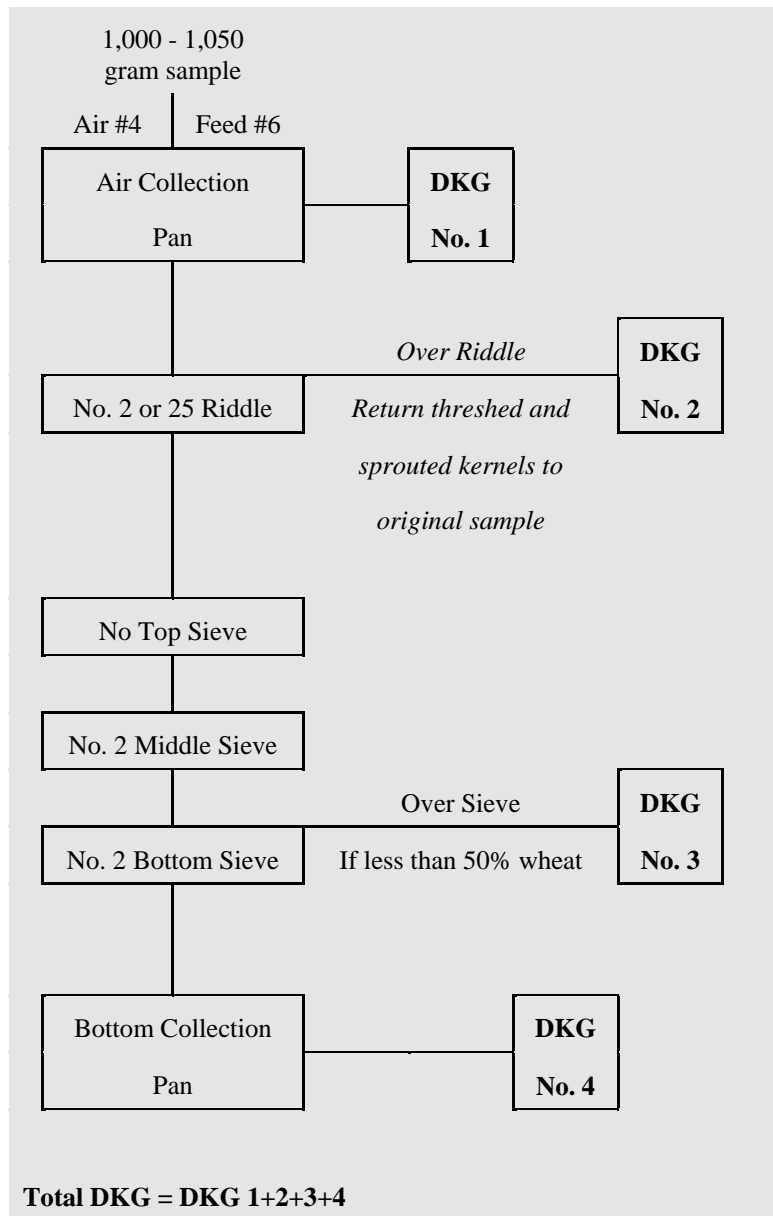 1,000 - 1,050
gram sample
Air #4
Feed #6
Air Collection
Pan
DKG
No. 1
Over Riddle
DKG
No. 2 or 25 Riddle
Return threshed and
No. 2
sprouted kernels to
original sample
No Top Sieve
No. 2 Middle Sieve
Over Sieve
DKG
No. 2 Bottom Sieve
If less than 50% wheat
No. 3
Bottom Collection
Pan
DKG
No. 4
Total DKG = DKG 1+2+3+4